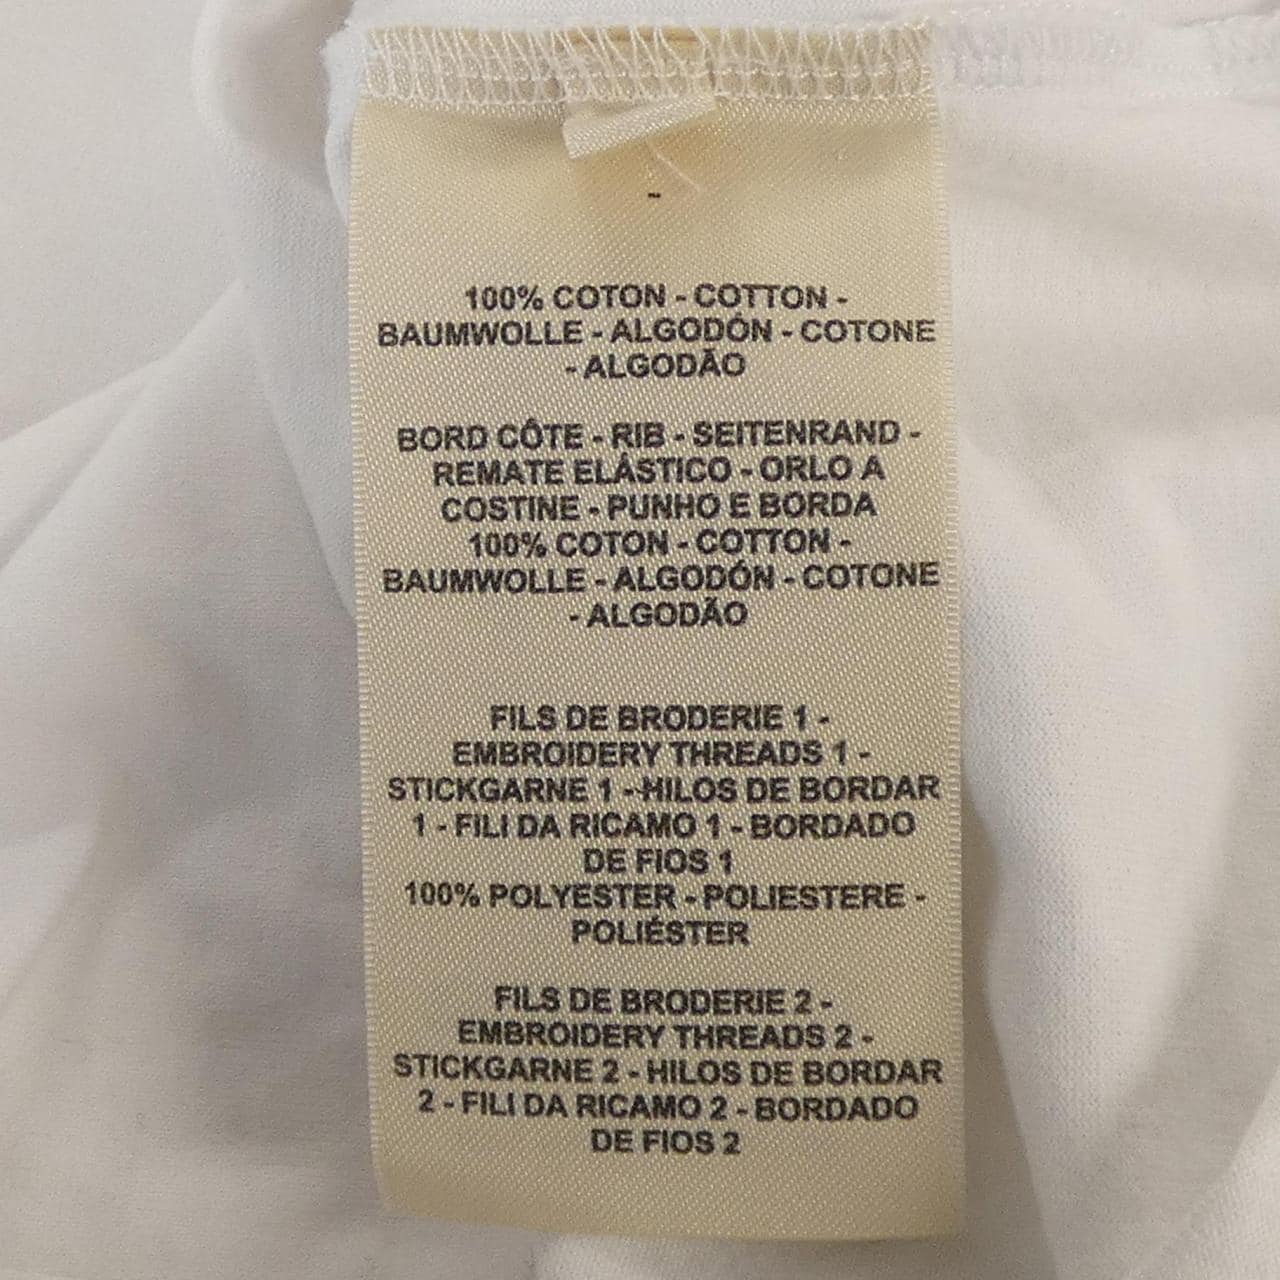 -
100% COTON - COTTON -
BAUMWOLLE - ALGODÓN - COTONE
- ALGODÃO
BORD CÔTE - RIB - SEITENRAND -
REMATE ELÁSTICO - ORLO A
COSTINE - PUNHO E BORDA
100% COTON - COTTON -
BAUMWOLLE - ALGODÓN - COTONE
- ALGODÃO
FILS DE BRODERIE 1 -
EMBROIDERY THREADS 1 -
STICKGARNE 1 - HILOS DE BORDAR
1 - FILI DA RICAMO 1 - BORDADO
DE FIOS 1
100% POLYESTER - POLIESTERE -
POLIÉSTER
FILS DE BRODERIE 2 -
EMBROIDERY THREADS 2 -
STICKGARNE 2 - HILOS DE BORDAR
2 - FILI DA RICAMO 2 - BORDADO
DE FIOS 2